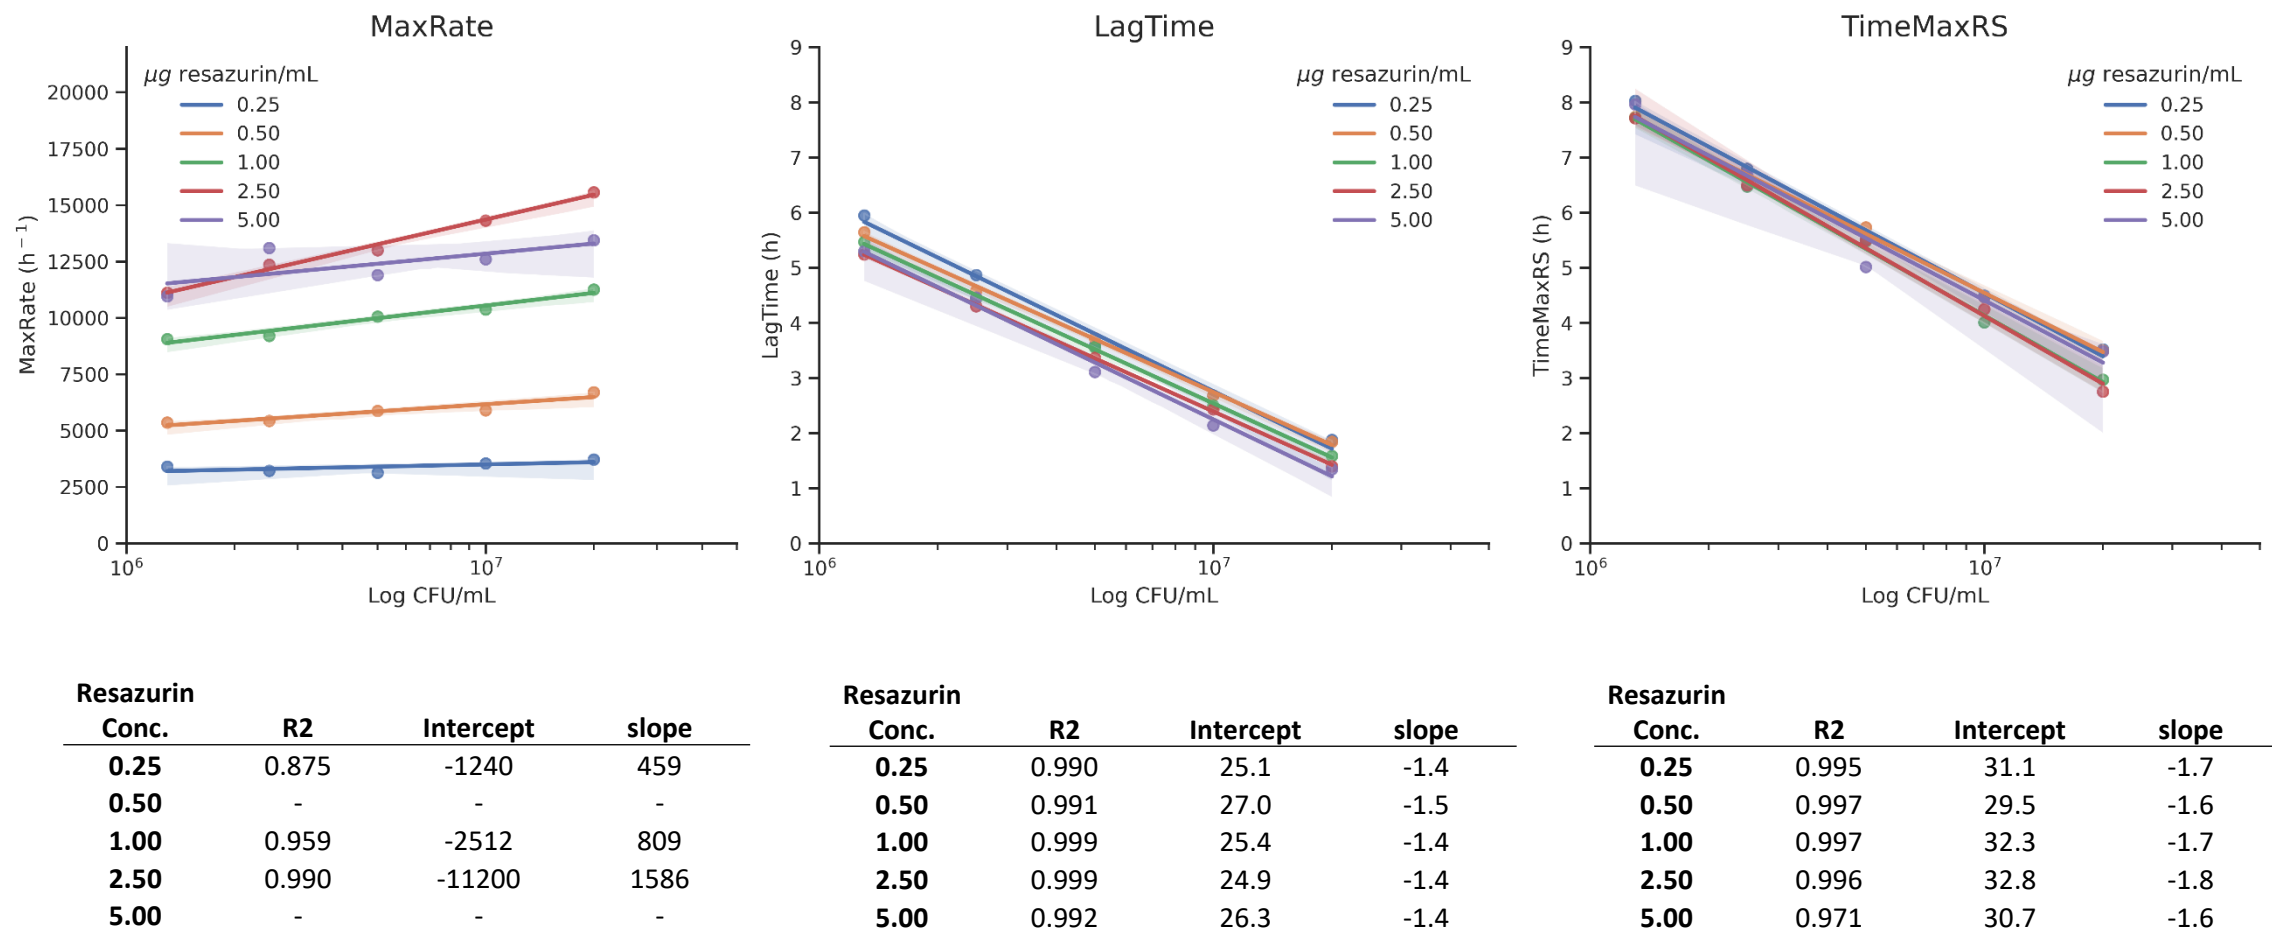 MaxRate
μg resazurin/mL
0.25
0.50
1.00
2.50
5.00
20000
17500
15000
12500
10000
7500
5000
2500
0
MaxRate (h⁻¹)
10⁶
10⁷
Log CFU/mL
LagTime
μg resazurin/mL
0.25
0.50
1.00
2.50
5.00
9
8
7
6
5
4
3
2
1
0
LagTime (h)
10⁶
10⁷
Log CFU/mL
TimeMaxRS
μg resazurin/mL
0.25
0.50
1.00
2.50
5.00
9
8
7
6
5
4
3
2
1
0
TimeMaxRS (h)
10⁶
10⁷
Log CFU/mL
Resazurin
Conc. R2 Intercept slope
0.25 0.875 -1240 459
0.50 - - -
1.00 0.959 -2512 809
2.50 0.990 -11200 1586
5.00 - - -
Resazurin
Conc. R2 Intercept slope
0.25 0.990 25.1 -1.4
0.50 0.991 27.0 -1.5
1.00 0.999 25.4 -1.4
2.50 0.999 24.9 -1.4
5.00 0.992 26.3 -1.4
Resazurin
Conc. R2 Intercept slope
0.25 0.995 31.1 -1.7
0.50 0.997 29.5 -1.6
1.00 0.997 32.3 -1.7
2.50 0.996 32.8 -1.8
5.00 0.971 30.7 -1.6